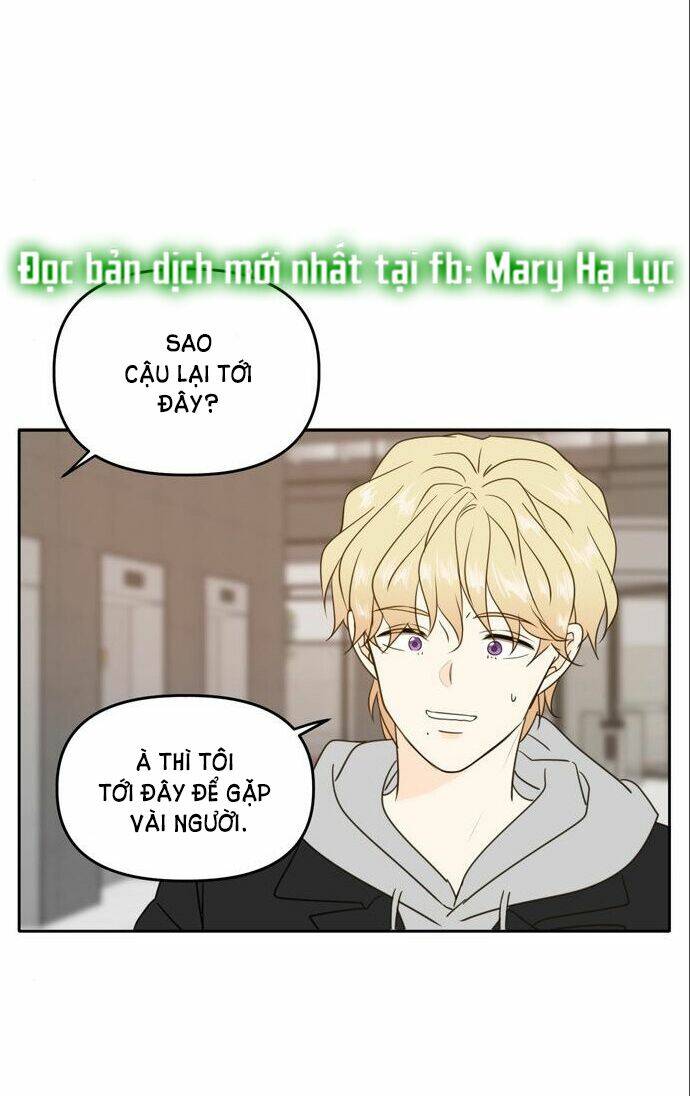 Đọc bản dịch mới nhất tại fb: Mary Hạ Lục
SAO
CẬU LẠI TỚI
ĐÂY?
À THÌ TÔI
TỚI ĐÂY ĐỂ GẶP
VÀI NGƯỜI.